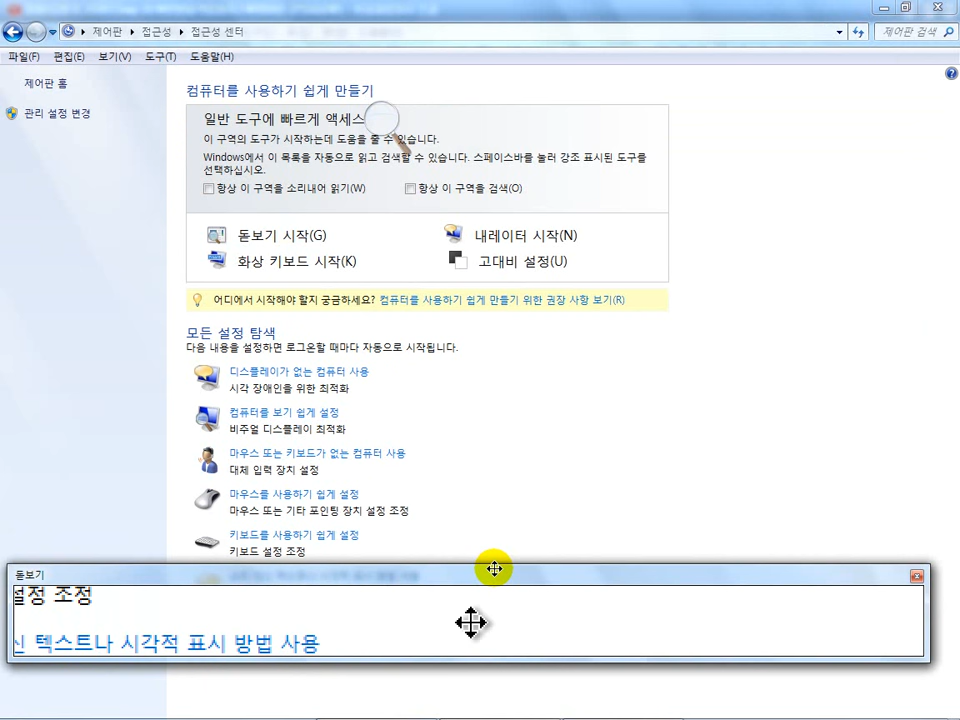 제어판 ▸ 접근성 ▸ 접근성 센터
제어판 검색
파일(F) 편집(E) 보기(V) 도구(T) 도움말(H)
제어판 홈
관리 설정 변경
컴퓨터를 사용하기 쉽게 만들기
일반 도구에 빠르게 액세스
이 구역의 도구가 시작하는데 도움을 줄 수 있습니다.
Windows에서 이 목록을 자동으로 읽고 검색할 수 있습니다. 스페이스바를 눌러 강조 표시된 도구를
선택하십시오.
항상 이 구역을 소리내어 읽기(W) 항상 이 구역을 검색(O)
돋보기 시작(G) 내레이터 시작(N)
화상 키보드 시작(K) 고대비 설정(U)
어디에서 시작해야 할지 궁금하세요? 컴퓨터를 사용하기 쉽게 만들기 위한 권장 사항 보기(R)
모든 설정 탐색
다음 내용을 설정하면 로그온할 때마다 자동으로 시작됩니다.
디스플레이가 없는 컴퓨터 사용
시각 장애인을 위한 최적화
컴퓨터를 보기 쉽게 설정
비주얼 디스플레이 최적화
마우스 또는 키보드가 없는 컴퓨터 사용
대체 입력 장치 설정
마우스를 사용하기 쉽게 설정
마우스 또는 기타 포인팅 장치 설정 조정
키보드를 사용하기 쉽게 설정
키보드 설정 조정
돋보기
설정 조정
신 텍스트나 시각적 표시 방법 사용